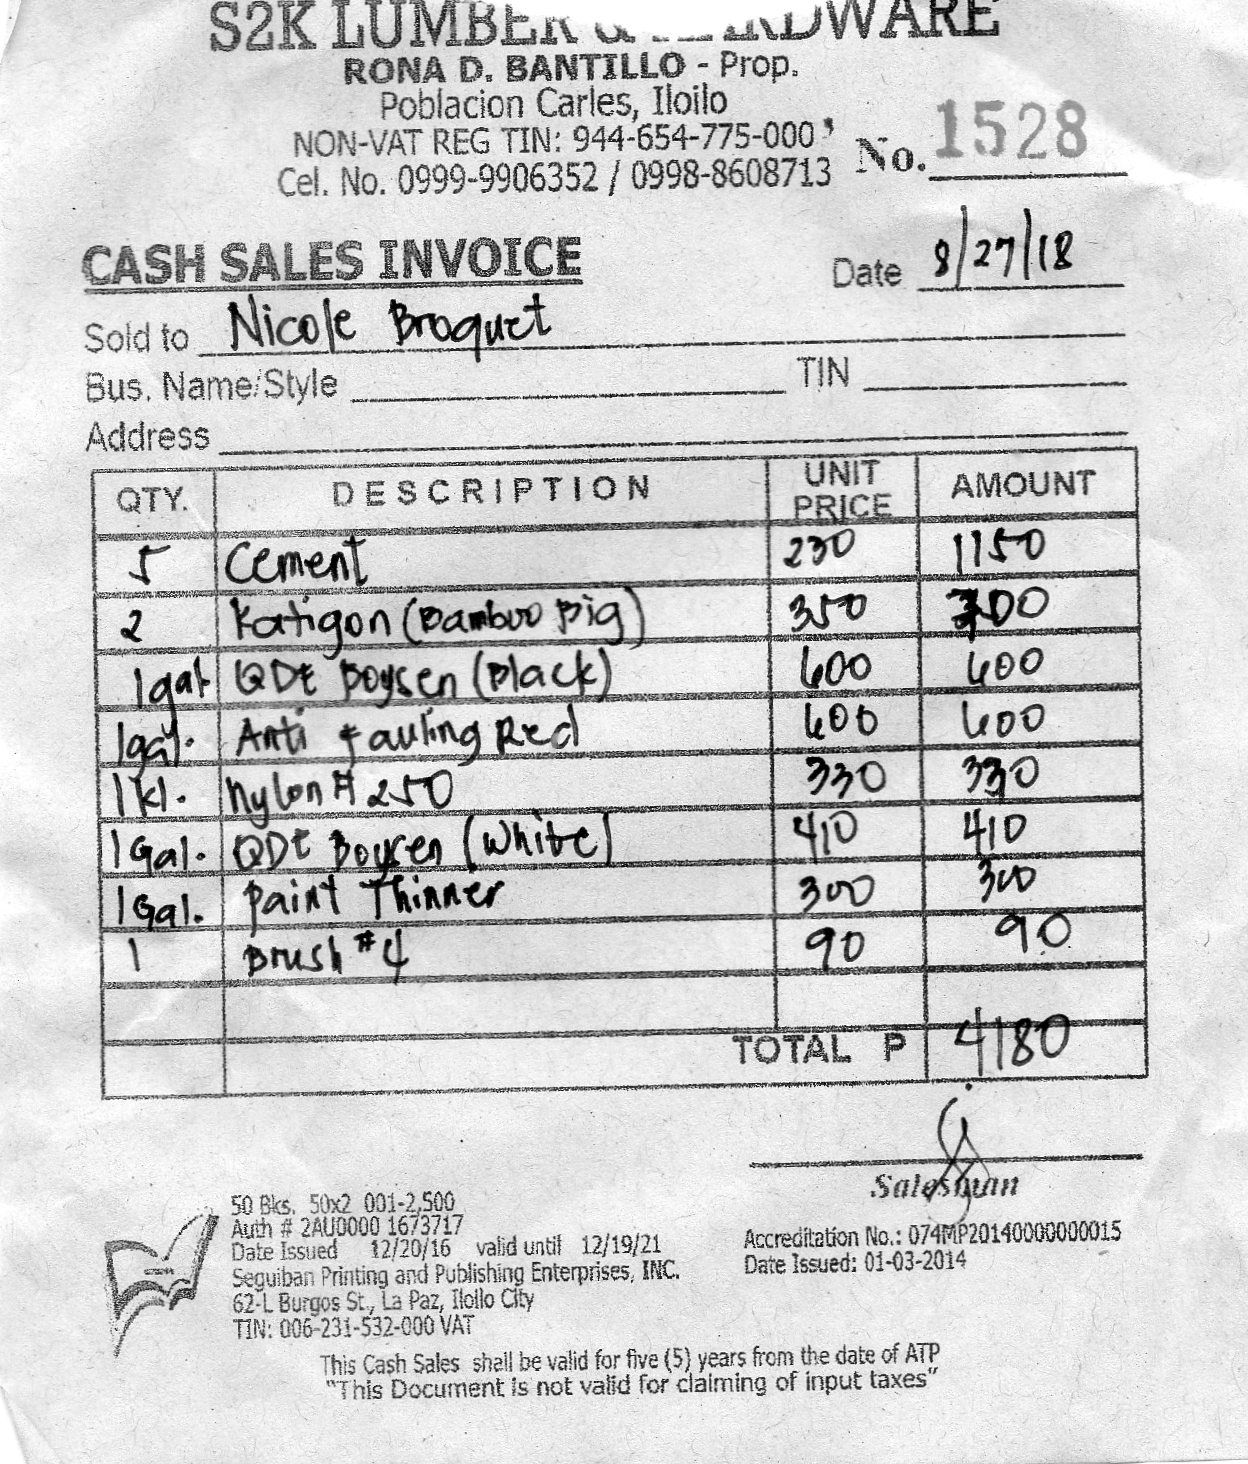 S2K LUMBER & HARDWARE
RONA D. BANTILLO - Prop.
Poblacion Carles, Iloilo
NON-VAT REG TIN: 944-654-775-000
Cel. No. 0999-9906352 / 0998-8608713
No. 1528
CASH SALES INVOICE
Date 8/27/18
Sold to Nicole Broquet
Bus. Name/Style TIN
Address
QTY. DESCRIPTION UNIT PRICE AMOUNT
5 Cement 230 1150
2 Katigon (Bamboo Big) 350 700
1gal. QDE Boysen (Black) 600 600
1gal. Anti fauling Red 600 600
1kl. Nylon # 250 330 330
1Gal. QDE Boysen (White) 410 410
1Gal. Paint Thinner 300 300
1 Brush #4 90 90
TOTAL P 4180
Salesman
50 Bks. 50x2 001-2,500
Auth # 2AU0000 1673717
Date Issued 12/20/16 valid until 12/19/21
Seguiban Printing and Publishing Enterprises, INC.
62-L Burgos St., La Paz, Iloilo City
TIN: 006-231-532-000 VAT
Accreditation No.: 074MP20140000000015
Date Issued: 01-03-2014
This Cash Sales shall be valid for five (5) years from the date of ATP
"This Document is not valid for claiming of input taxes"